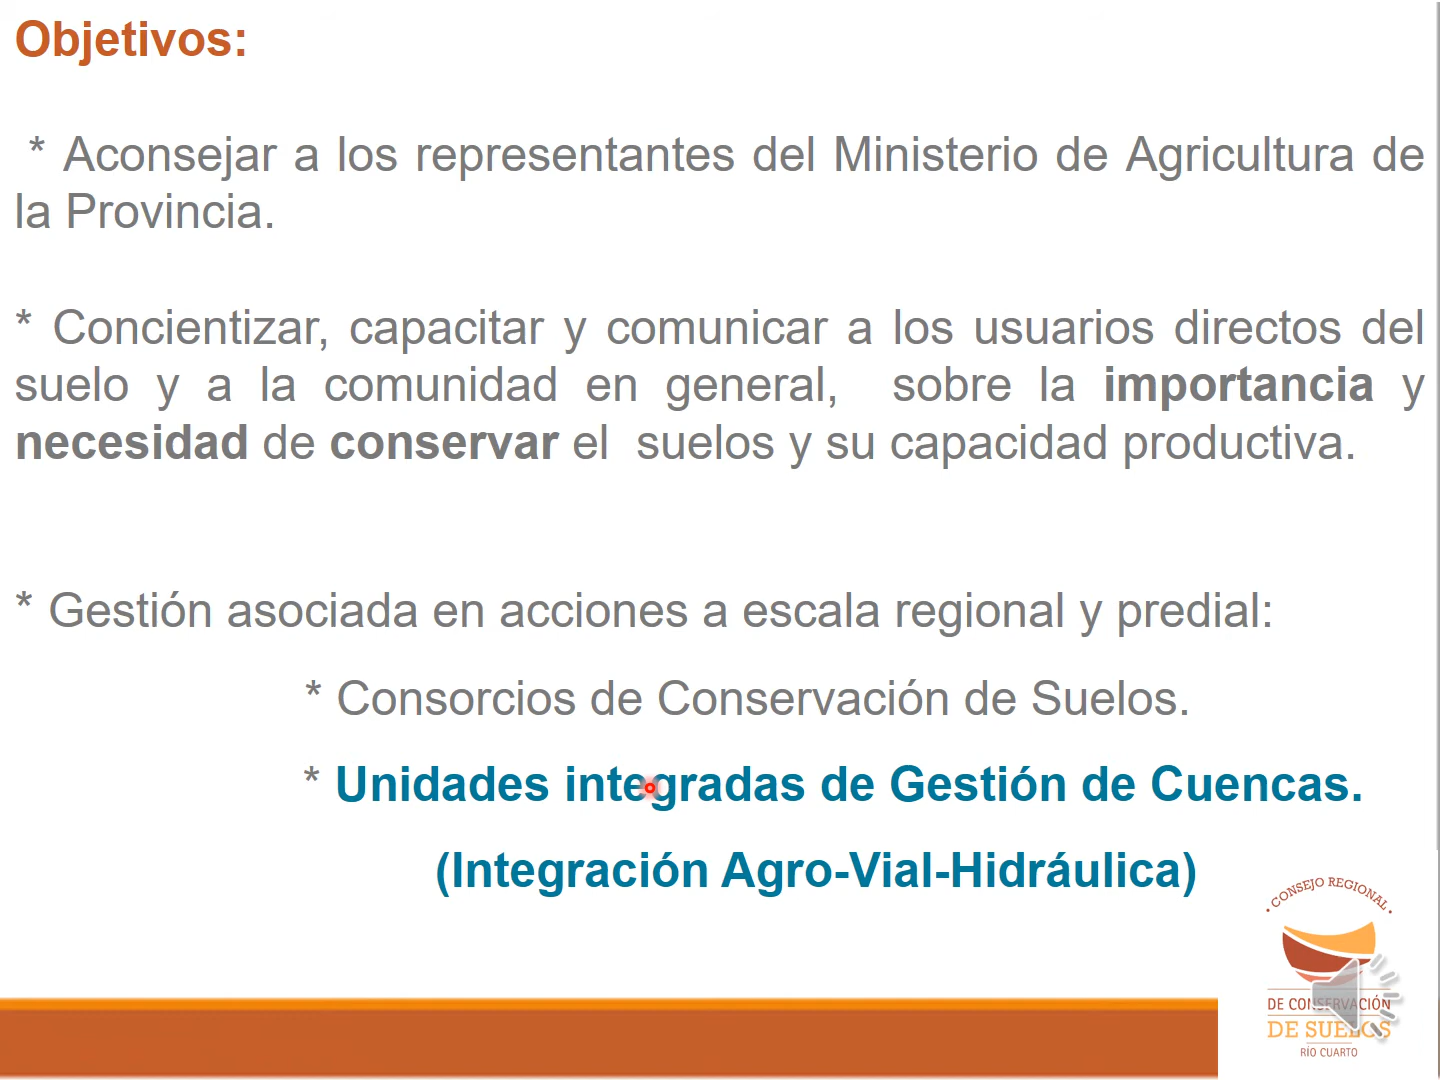 Objetivos:
* Aconsejar a los representantes del Ministerio de Agricultura de
la Provincia.
* Concientizar, capacitar y comunicar a los usuarios directos del
suelo y a la comunidad en general, sobre la importancia y
necesidad de conservar el suelos y su capacidad productiva.
* Gestión asociada en acciones a escala regional y predial:
* Consorcios de Conservación de Suelos.
* Unidades integradas de Gestión de Cuencas.
(Integración Agro-Vial-Hidráulica)
• CONSEJO REGIONAL •
DE CONSERVACIÓN
DE SUELOS
RÍO CUARTO